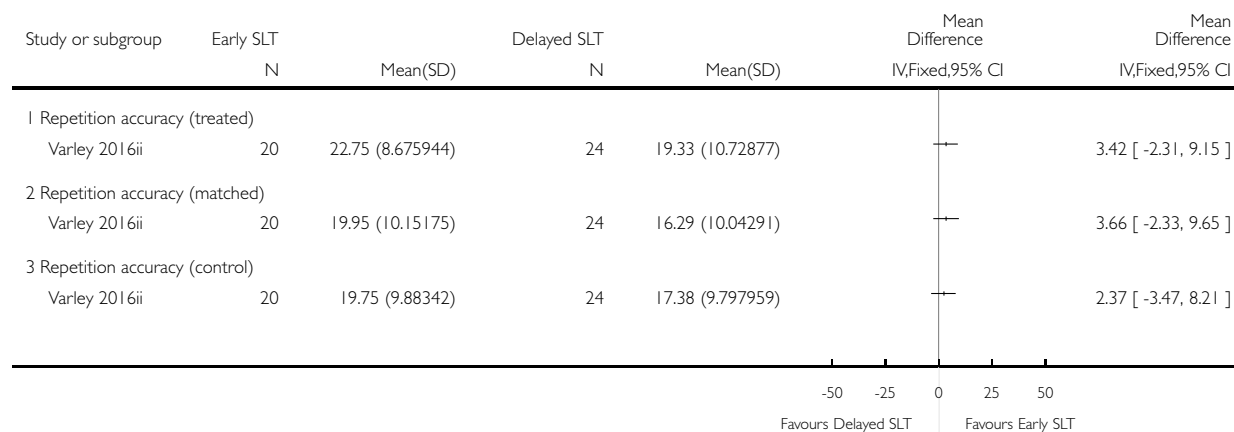 Study or subgroup Early SLT Delayed SLT Mean Difference Mean Difference
N Mean(SD) N Mean(SD) IV,Fixed,95% CI IV,Fixed,95% CI
1 Repetition accuracy (treated)
Varley 2016ii 20 22.75 (8.675944) 24 19.33 (10.72877) 3.42 [ -2.31, 9.15 ]
2 Repetition accuracy (matched)
Varley 2016ii 20 19.95 (10.15175) 24 16.29 (10.04291) 3.66 [ -2.33, 9.65 ]
3 Repetition accuracy (control)
Varley 2016ii 20 19.75 (9.88342) 24 17.38 (9.797959) 2.37 [ -3.47, 8.21 ]
-50 -25 0 25 50
Favours Delayed SLT Favours Early SLT